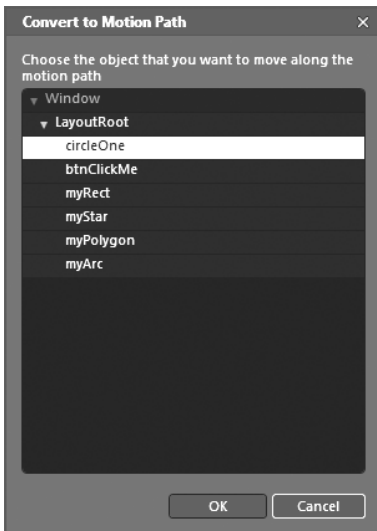 Convert to Motion Path
Choose the object that you want to move along the
motion path
Window
LayoutRoot
circleOne
btnClickMe
myRect
myStar
myPolygon
myArc
OK Cancel